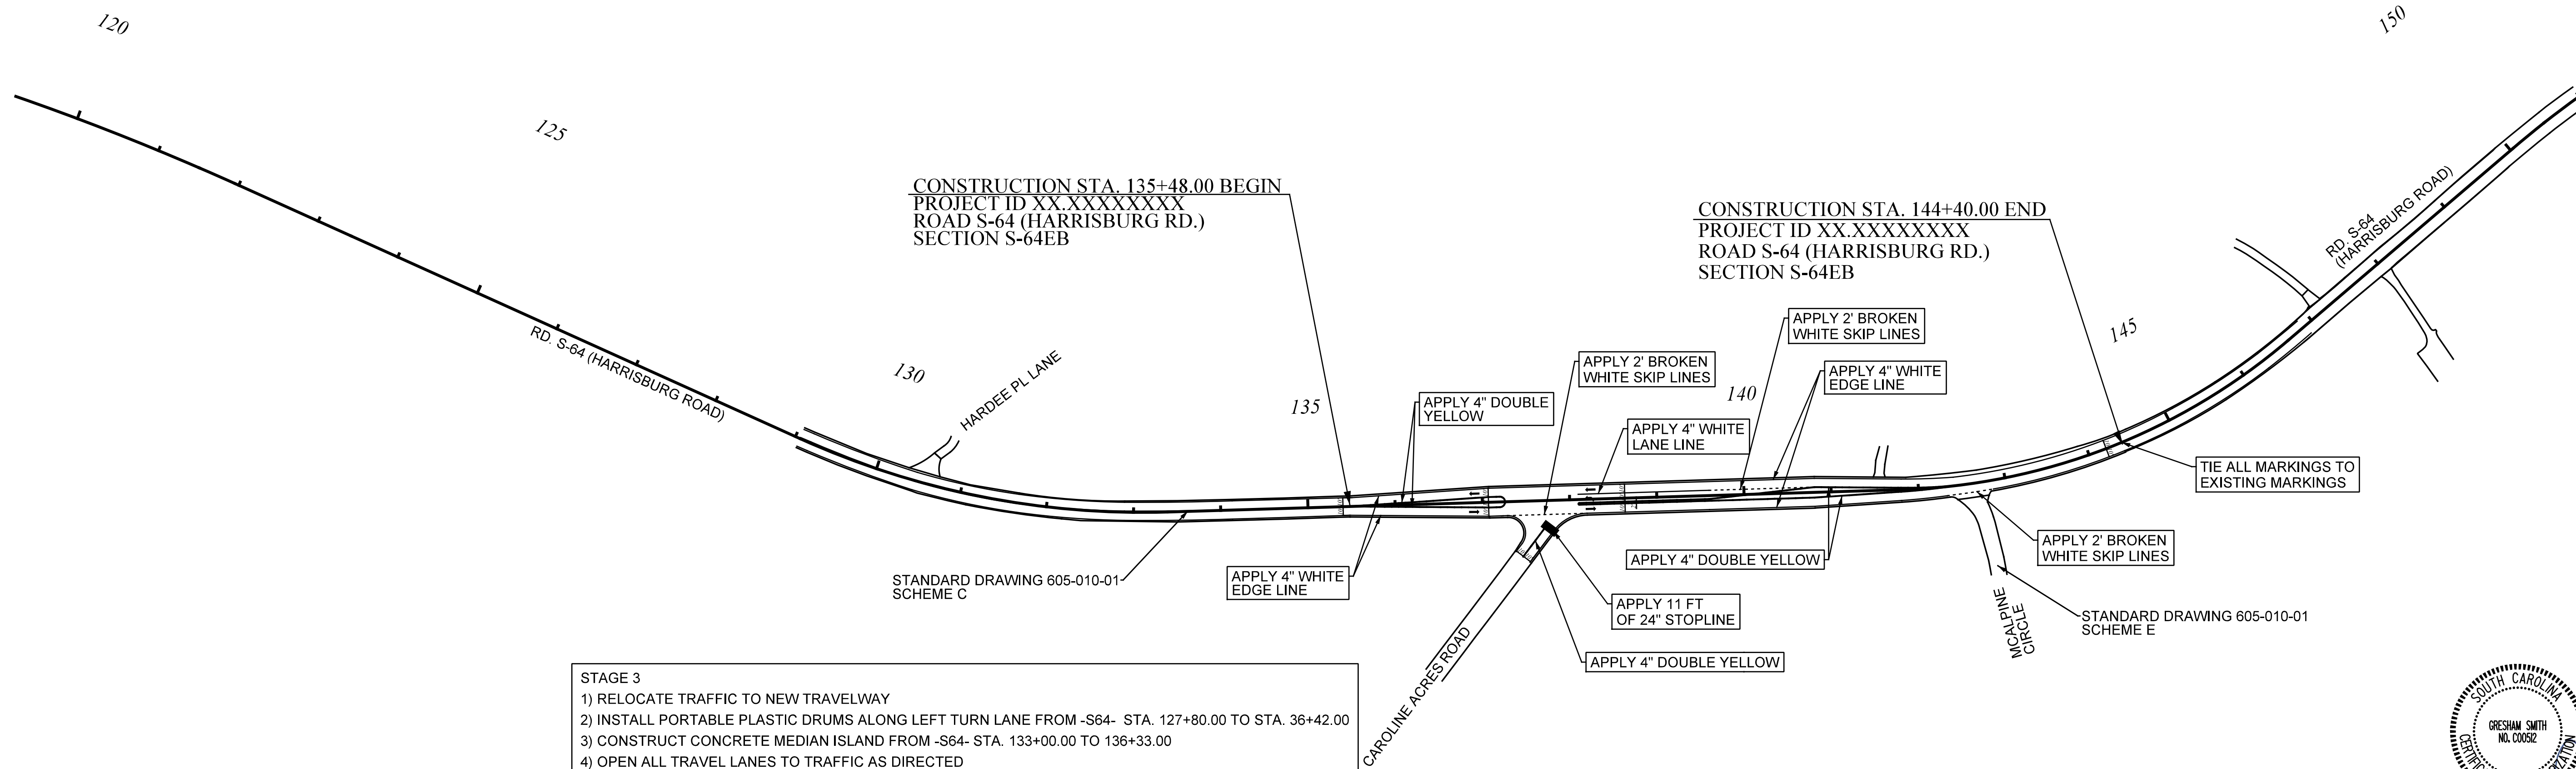 120
150
125
CONSTRUCTION STA. 135+48.00 BEGIN
PROJECT ID XX.XXXXXXXX
ROAD S-64 (HARRISBURG RD.)
SECTION S-64EB
CONSTRUCTION STA. 144+40.00 END
PROJECT ID XX.XXXXXXXX
ROAD S-64 (HARRISBURG RD.)
SECTION S-64EB
RD. S-64
(HARRISBURG ROAD)
RD. S-64 (HARRISBURG ROAD)
130
HARDEE PL LANE
135
APPLY 4" DOUBLE
YELLOW
APPLY 2' BROKEN
WHITE SKIP LINES
APPLY 2' BROKEN
WHITE SKIP LINES
140
APPLY 4" WHITE
EDGE LINE
145
APPLY 4" WHITE
LANE LINE
TIE ALL MARKINGS TO
EXISTING MARKINGS
STANDARD DRAWING 605-010-01
SCHEME C
APPLY 4" WHITE
EDGE LINE
APPLY 4" DOUBLE YELLOW
APPLY 2' BROKEN
WHITE SKIP LINES
APPLY 11 FT
OF 24" STOPLINE
APPLY 4" DOUBLE YELLOW
MCALPINE
CIRCLE
STANDARD DRAWING 605-010-01
SCHEME E
CAROLINE ACRES ROAD
STAGE 3
1) RELOCATE TRAFFIC TO NEW TRAVELWAY
2) INSTALL PORTABLE PLASTIC DRUMS ALONG LEFT TURN LANE FROM -S64- STA. 127+80.00 TO STA. 36+42.00
3) CONSTRUCT CONCRETE MEDIAN ISLAND FROM -S64- STA. 133+00.00 TO 136+33.00
4) OPEN ALL TRAVEL LANES TO TRAFFIC AS DIRECTED
SOUTH CAROLINA
GRESHAM SMITH
NO. C00512